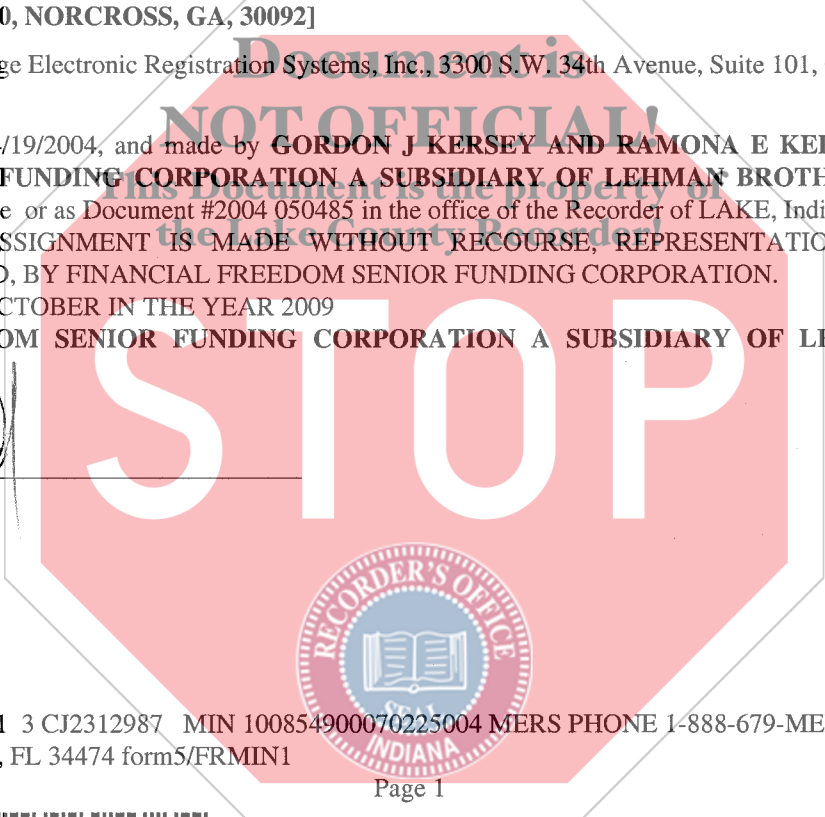 0, NORCROSS, GA, 30092]
Document is
ge Electronic Registration Systems, Inc., 3300 S.W. 34th Avenue, Suite 101,
NOT OFFICIAL!
/19/2004, and made by GORDON J KERSEY AND RAMONA E KE
This Document is the property of
FUNDING CORPORATION A SUBSIDIARY OF LEHMAN BROTH
e or as Document #2004 050485 in the office of the Recorder of LAKE, Indi
the Lake County Recorder!
SSIGNMENT IS MADE WITHOUT RECOURSE, REPRESENTATIO
D, BY FINANCIAL FREEDOM SENIOR FUNDING CORPORATION.
CTOBER IN THE YEAR 2009
OM SENIOR FUNDING CORPORATION A SUBSIDIARY OF LE
STOP
RECORDER'S OFFICE
SEAL
INDIANA
1 3 CJ2312987 MIN 100854900070225004 MERS PHONE 1-888-679-ME
, FL 34474 form5/FRMIN1
Page 1